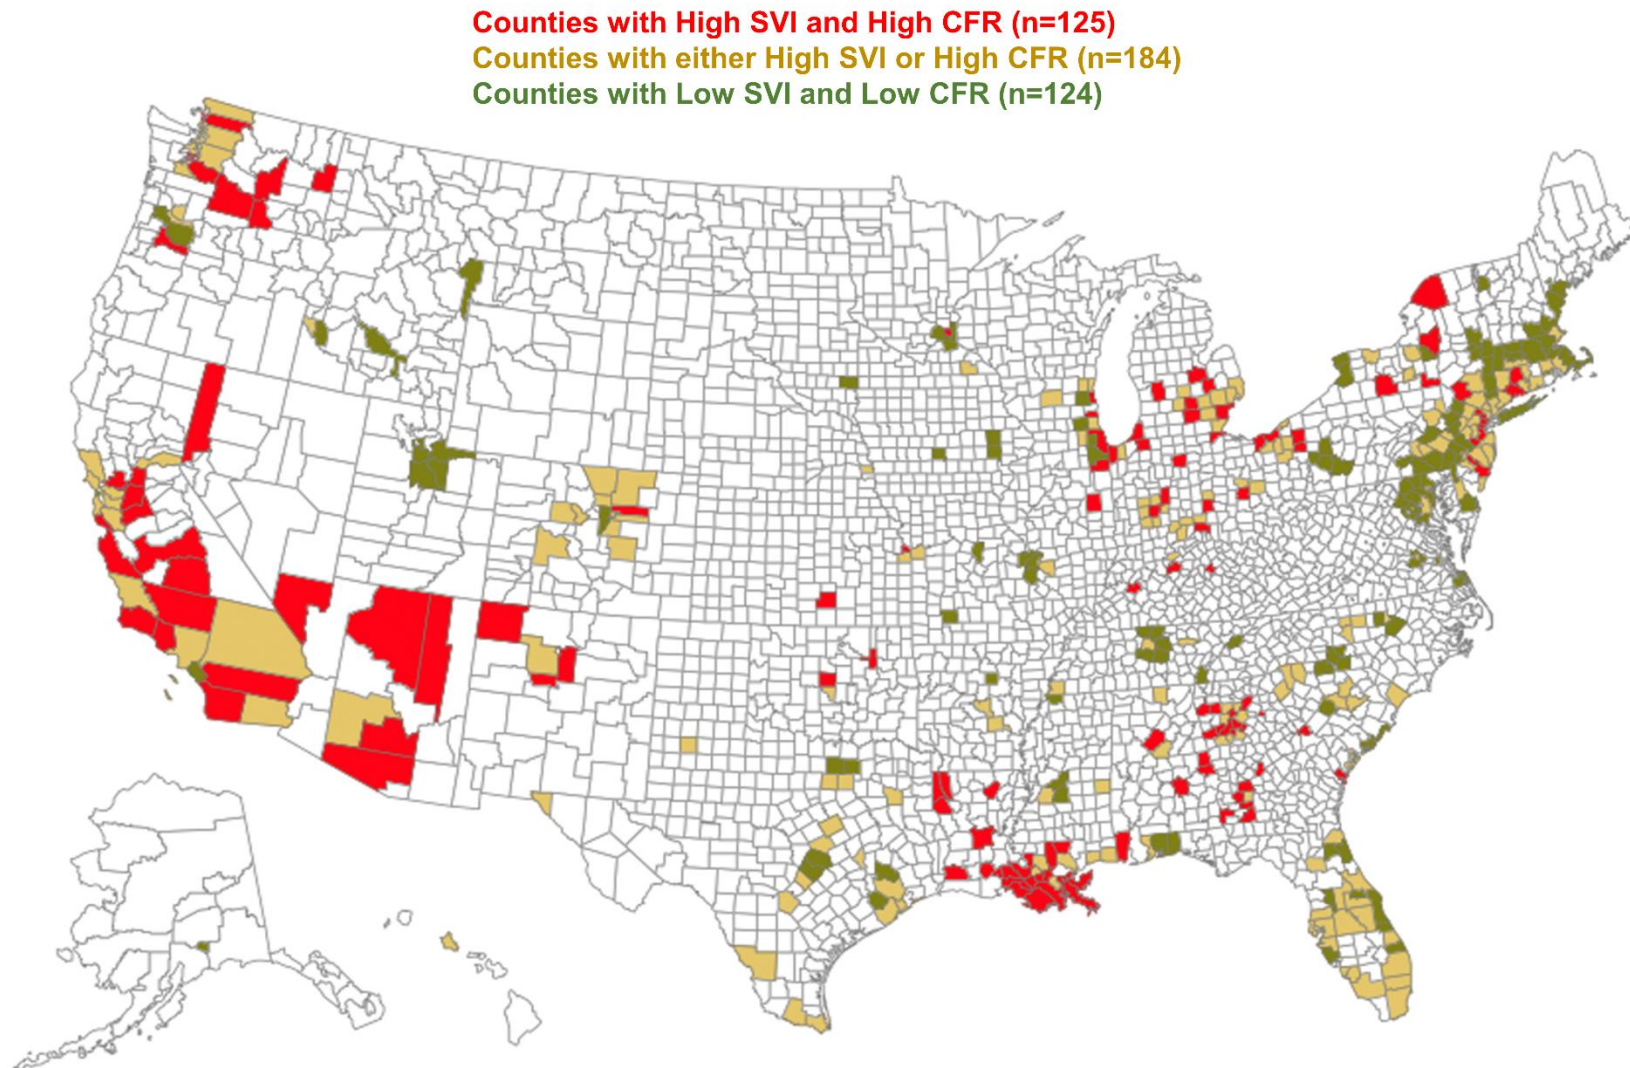 Counties with High SVI and High CFR (n=125)
Counties with either High SVI or High CFR (n=184)
Counties with Low SVI and Low CFR (n=124)